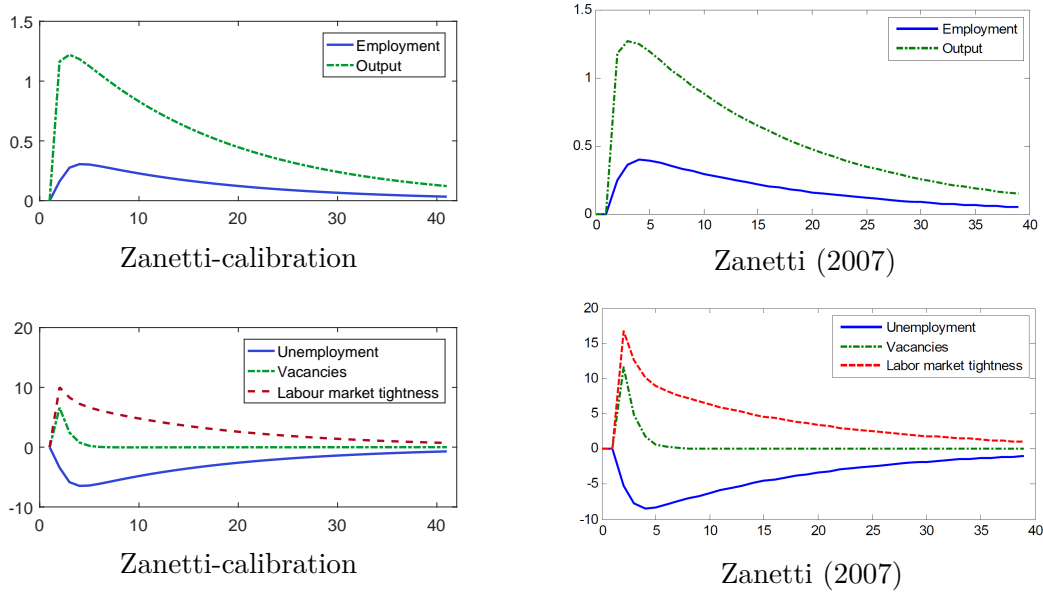 1.5
1
0.5
0
0 10 20 30 40
Employment
Output
Zanetti-calibration
1.5
1
0.5
0
0 5 10 15 20 25 30 35 40
Employment
Output
Zanetti (2007)
20
10
0
-10
0 10 20 30 40
Unemployment
Vacancies
Labour market tightness
Zanetti-calibration
20
15
10
5
0
-5
-10
0 5 10 15 20 25 30 35 40
Unemployment
Vacancies
Labor market tightness
Zanetti (2007)